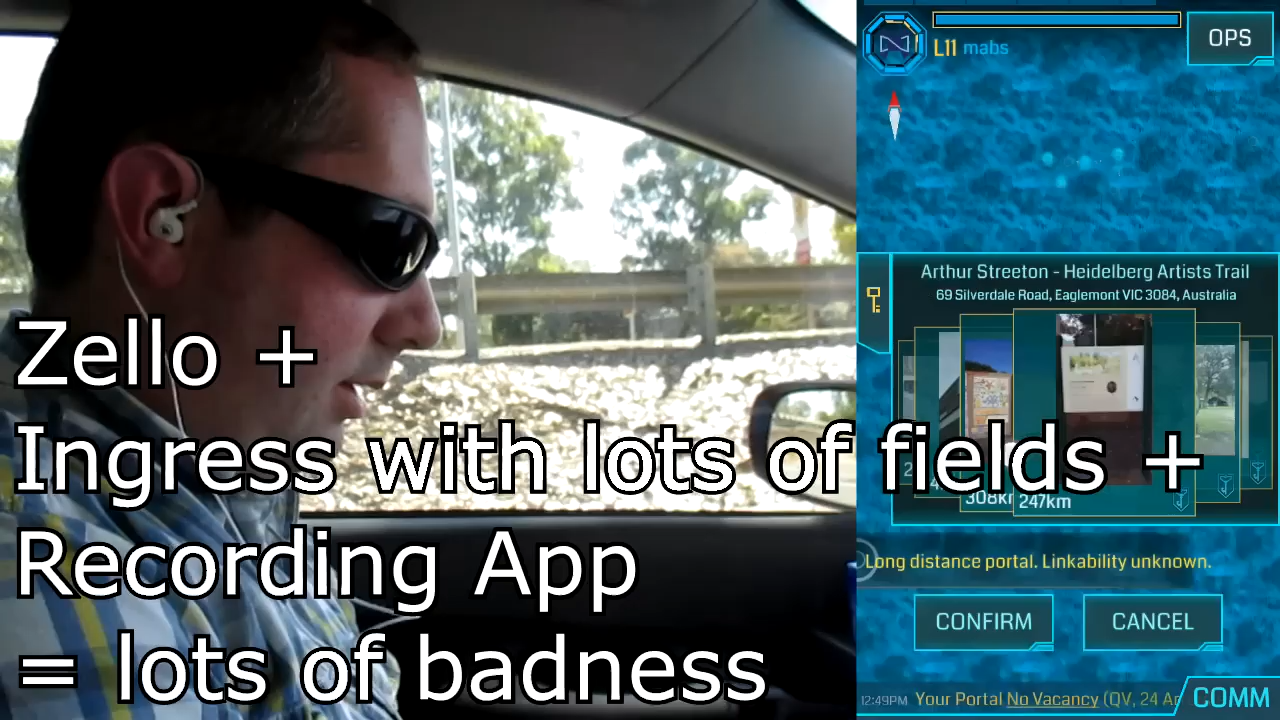 OPS
L11 mabs
Arthur Streeton - Heidelberg Artists Trail
69 Silverdale Road, Eaglemont VIC 3084, Australia
308km
247km
Zello +
Ingress with lots of fields +
Recording App
= lots of badness
Long distance portal. Linkability unknown.
CONFIRM
CANCEL
12:49PM Your Portal No Vacancy (QV, 24
COMM